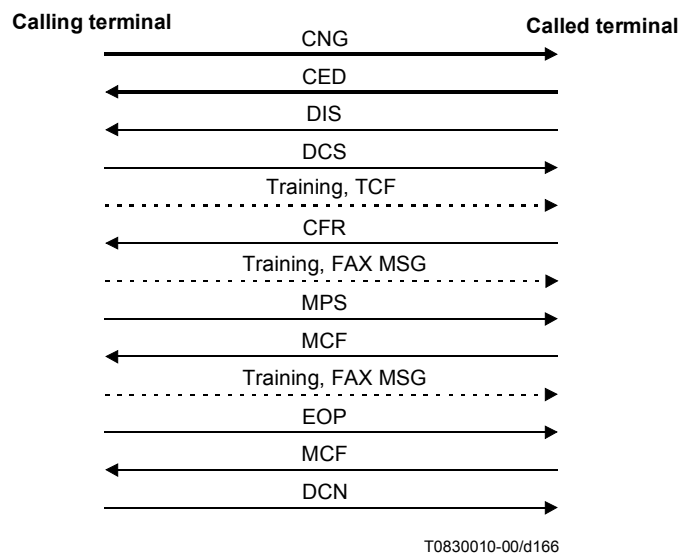 Calling terminal
Called terminal
CNG
CED
DIS
DCS
Training, TCF
CFR
Training, FAX MSG
MPS
MCF
Training, FAX MSG
EOP
MCF
DCN
T0830010-00/d166